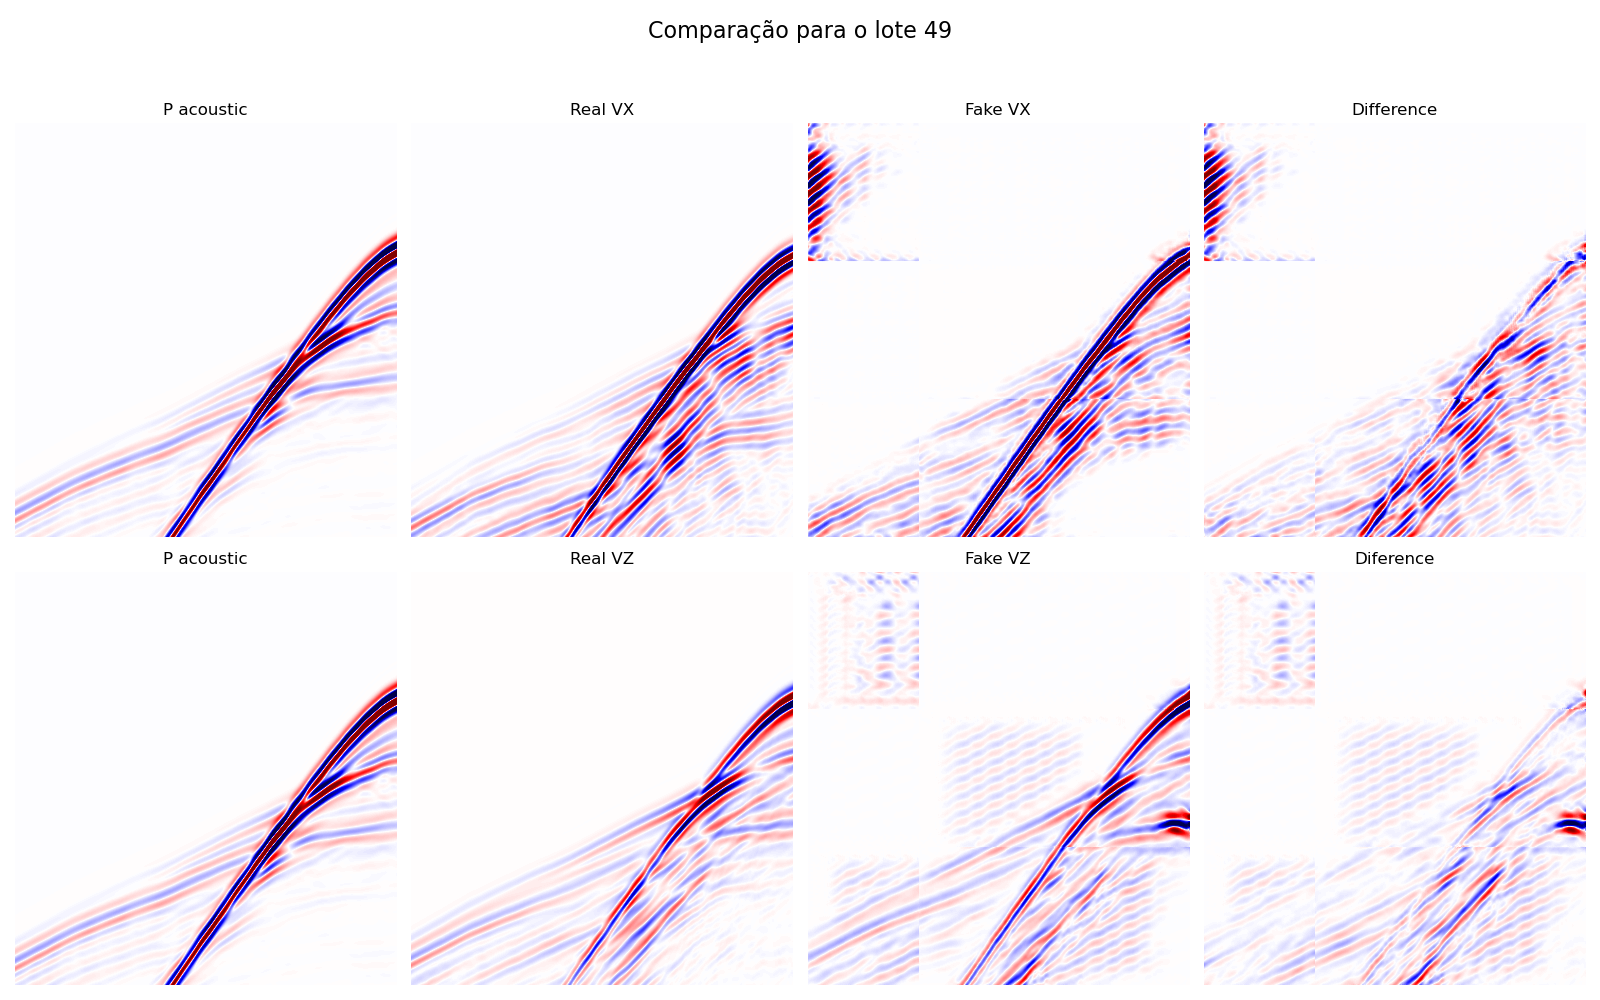 Comparação para o lote 49
P acoustic
Real VX
Fake VX
Difference
P acoustic
Real VZ
Fake VZ
Diference